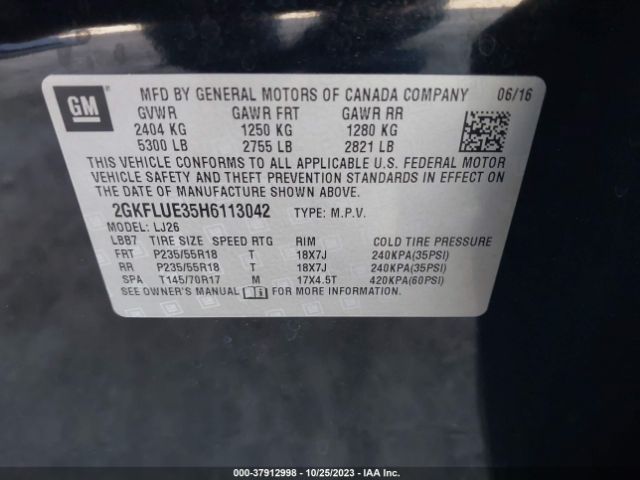 GM
MFD BY GENERAL MOTORS OF CANADA COMPANY 06/16
GVWR GAWR FRT GAWR RR
2404 KG 1250 KG 1280 KG
5300 LB 2755 LB 2821 LB
THIS VEHICLE CONFORMS TO ALL APPLICABLE U.S. FEDERAL MOTOR
VEHICLE SAFETY AND THEFT PREVENTION STANDARDS IN EFFECT ON
THE DATE OF MANUFACTURE SHOWN ABOVE.
2GKFLUE35H6113042 TYPE: M.P.V.
MODEL: LJ26
LBB7 TIRE SIZE SPEED RTG RIM COLD TIRE PRESSURE
FRT P235/55R18 T 18X7J 240KPA(35PSI)
RR P235/55R18 T 18X7J 240KPA(35PSI)
SPA T145/70R17 M 17X4.5T 420KPA(60PSI)
SEE OWNER'S MANUAL FOR MORE INFORMATION.
000-37912998 - 10/25/2023 - IAA Inc.